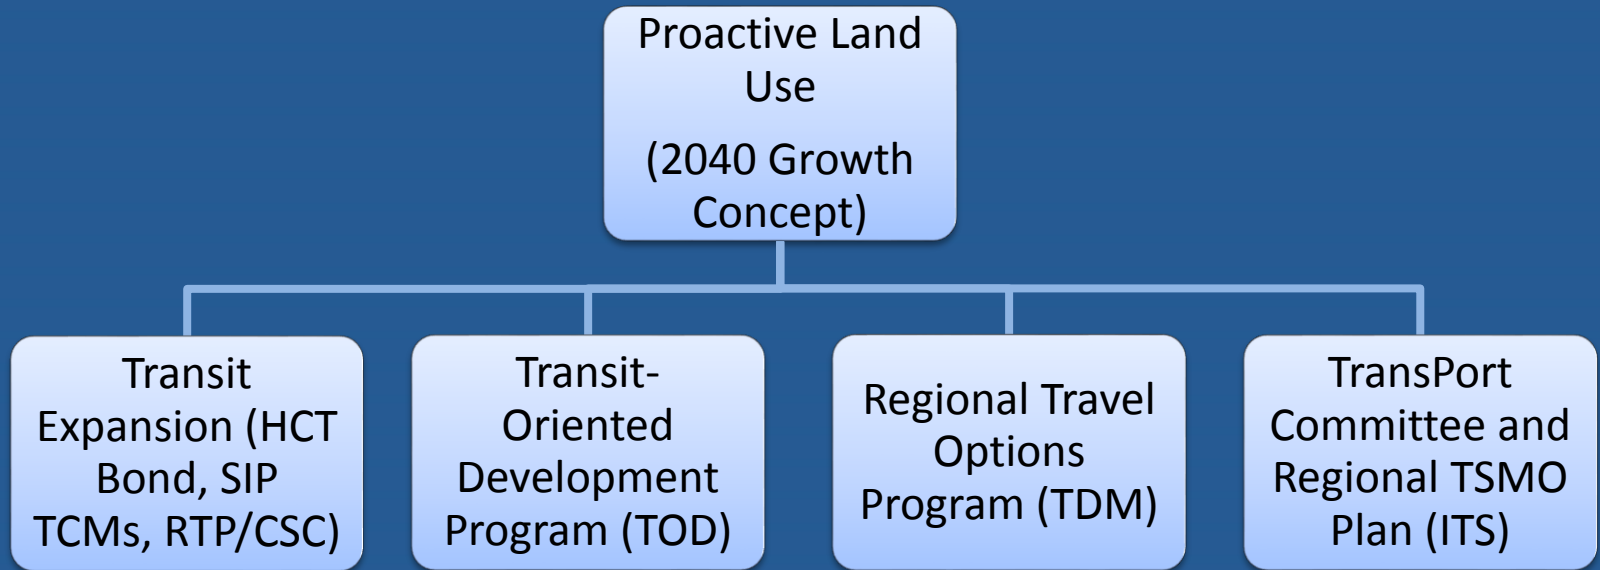 Proactive Land
Use
(2040 Growth
Concept)
Transit
Expansion (HCT
Bond, SIP
TCMs, RTP/CSC)
Transit-
Oriented
Development
Program (TOD)
Regional Travel
Options
Program (TDM)
TransPort
Committee and
Regional TSMO
Plan (ITS)